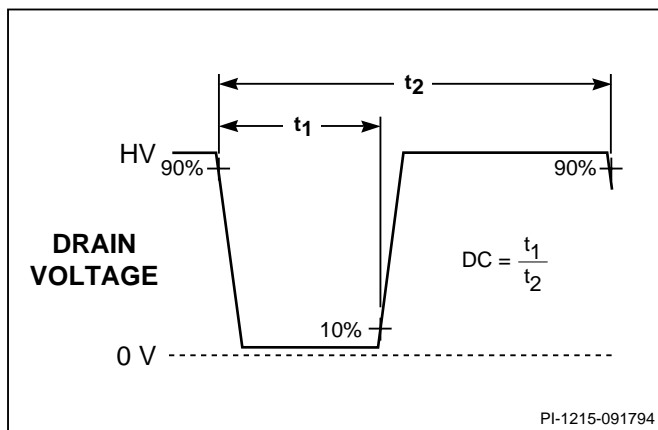 t2
t1
HV
90%
90%
DRAIN
VOLTAGE
DC = t1
t2
10%
0 V
PI-1215-091794